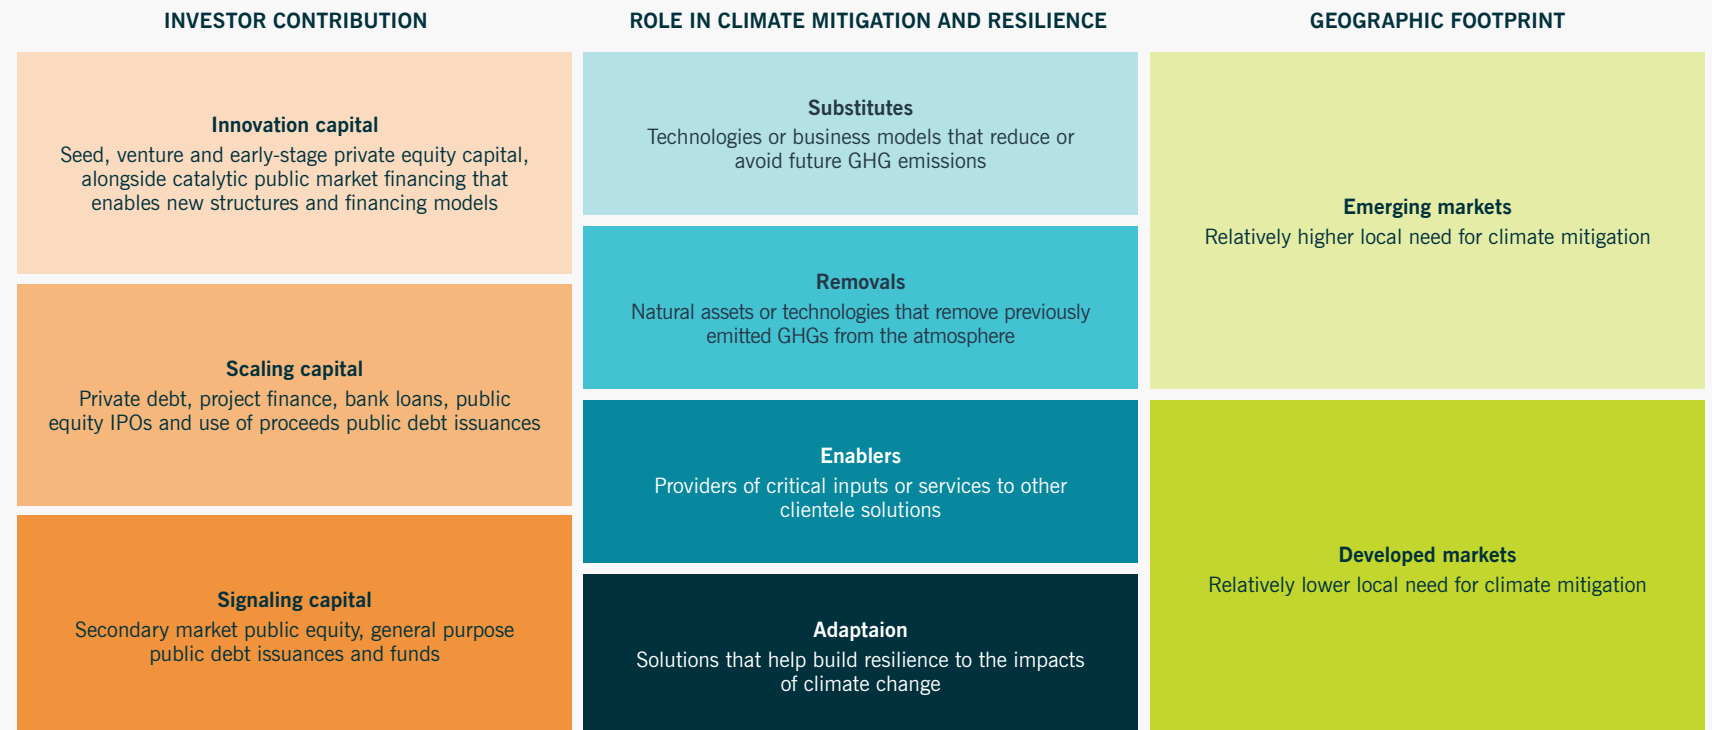 INVESTOR CONTRIBUTION
Innovation capital
Seed, venture and early-stage private equity capital,
alongside catalytic public market financing that
enables new structures and financing models
Scaling capital
Private debt, project finance, bank loans, public
equity IPOs and use of proceeds public debt issuances
Signaling capital
Secondary market public equity, general purpose
public debt issuances and funds
ROLE IN CLIMATE MITIGATION AND RESILIENCE
Substitutes
Technologies or business models that reduce or
avoid future GHG emissions
Removals
Natural assets or technologies that remove previously
emitted GHGs from the atmosphere
Enablers
Providers of critical inputs or services to other
clientele solutions
Adaptaion
Solutions that help build resilience to the impacts
of climate change
GEOGRAPHIC FOOTPRINT
Emerging markets
Relatively higher local need for climate mitigation
Developed markets
Relatively lower local need for climate mitigation